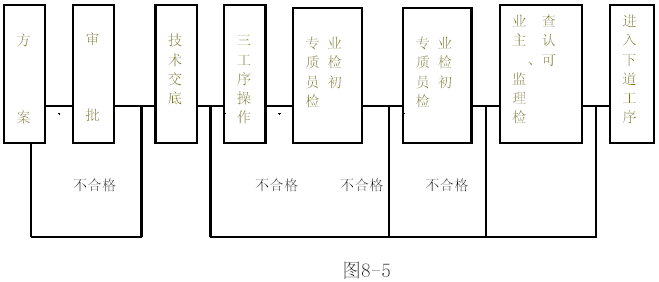 方案
审批
技术交底
三工序操作
专业质检员初检
专业质检员初检
业主、监理检查认可
进入下道工序
不合格
不合格
不合格
不合格
图8-5